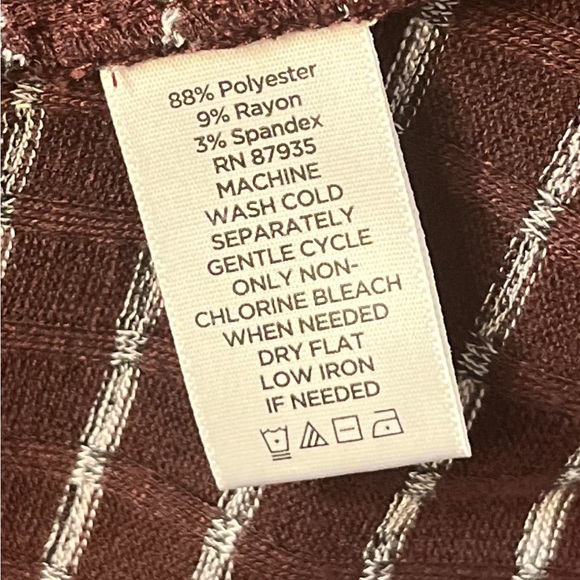 88% Polyester
9% Rayon
3% Spandex
RN 87935
MACHINE
WASH COLD
SEPARATELY
GENTLE CYCLE
ONLY NON-
CHLORINE BLEACH
WHEN NEEDED
DRY FLAT
LOW IRON
IF NEEDED